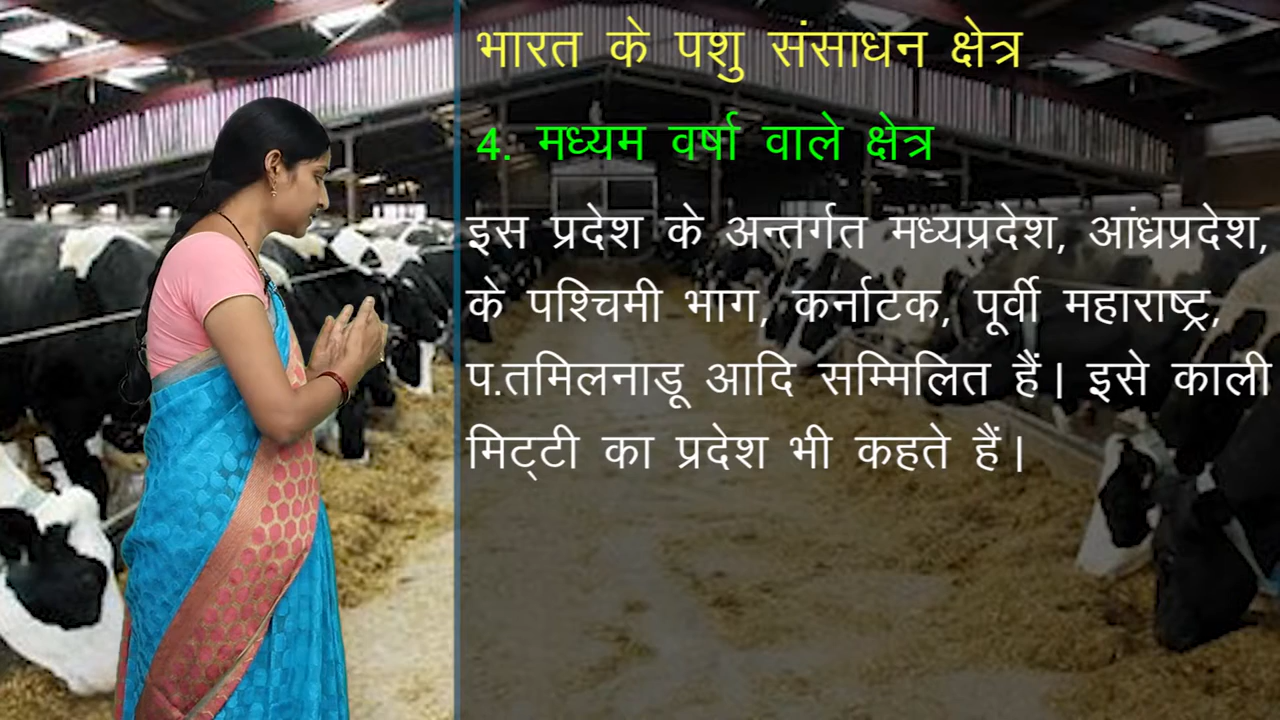 भारत के पशु संसाधन क्षेत्र
4. मध्यम वर्षा वाले क्षेत्र
इस प्रदेश के अन्तर्गत मध्यप्रदेश, आंध्रप्रदेश,
के पश्चिमी भाग, कर्नाटक, पूर्वी महाराष्ट्र,
प.तमिलनाडू आदि सम्मिलित हैं। इसे काली
मिट्‌टी का प्रदेश भी कहते हैं।